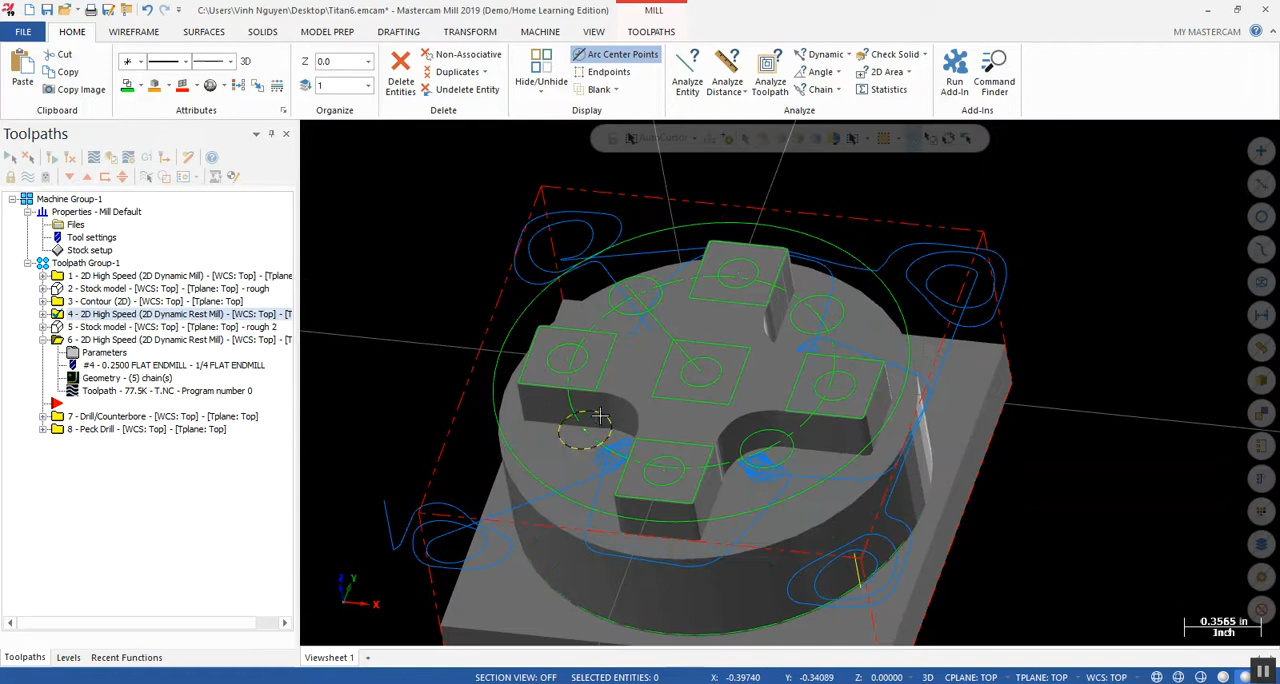 C:\Users\Vinh Nguyen\Desktop\Titan6.emcam* - Mastercam Mill 2019 (Demo/Home Learning Edition)
MILL
FILE HOME WIREFRAME SURFACES SOLIDS MODEL PREP DRAFTING TRANSFORM MACHINE VIEW TOOLPATHS MY MASTERCAM
Paste
Cut
Copy
Copy Image
Clipboard
3D
Attributes
Z 0.0
1
Organize
Delete Entities
Non-Associative
Duplicates
Undelete Entity
Delete
Hide/Unhide
Arc Center Points
Endpoints
Blank
Display
Analyze Entity
Analyze Distance
Analyze Toolpath
Dynamic
Angle
Chain
Check Solid
2D Area
Statistics
Analyze
Run Add-In
Command Finder
Add-Ins
Toolpaths
AutoCursor
G1
Machine Group-1
Properties - Mill Default
Files
Tool settings
Stock setup
Toolpath Group-1
1 - 2D High Speed (2D Dynamic Mill) - [WCS: Top] - [Tplane
2 - Stock model - [WCS: Top] - [Tplane: Top] - rough
3 - Contour (2D) - [WCS: Top] - [Tplane: Top]
4 - 2D High Speed (2D Dynamic Rest Mill) - [WCS: Top] - [T
5 - Stock model - [WCS: Top] - [Tplane: Top] - rough 2
6 - 2D High Speed (2D Dynamic Rest Mill) - [WCS: Top] - [T
Parameters
#4 - 0.2500 FLAT ENDMILL - 1/4 FLAT ENDMILL
Geometry - (5) chain(s)
Toolpath - 77.5K - T.NC - Program number 0
7 - Drill/Counterbore - [WCS: Top] - [Tplane: Top]
8 - Peck Drill - [WCS: Top] - [Tplane: Top]
Z Y
X
0.3565 in
Inch
Toolpaths Levels Recent Functions
Viewsheet 1 +
SECTION VIEW: OFF SELECTED ENTITIES: 0 X: -0.39740 Y: -0.34089 Z: 0.00000 3D CPLANE: TOP TPLANE: TOP WCS: TOP